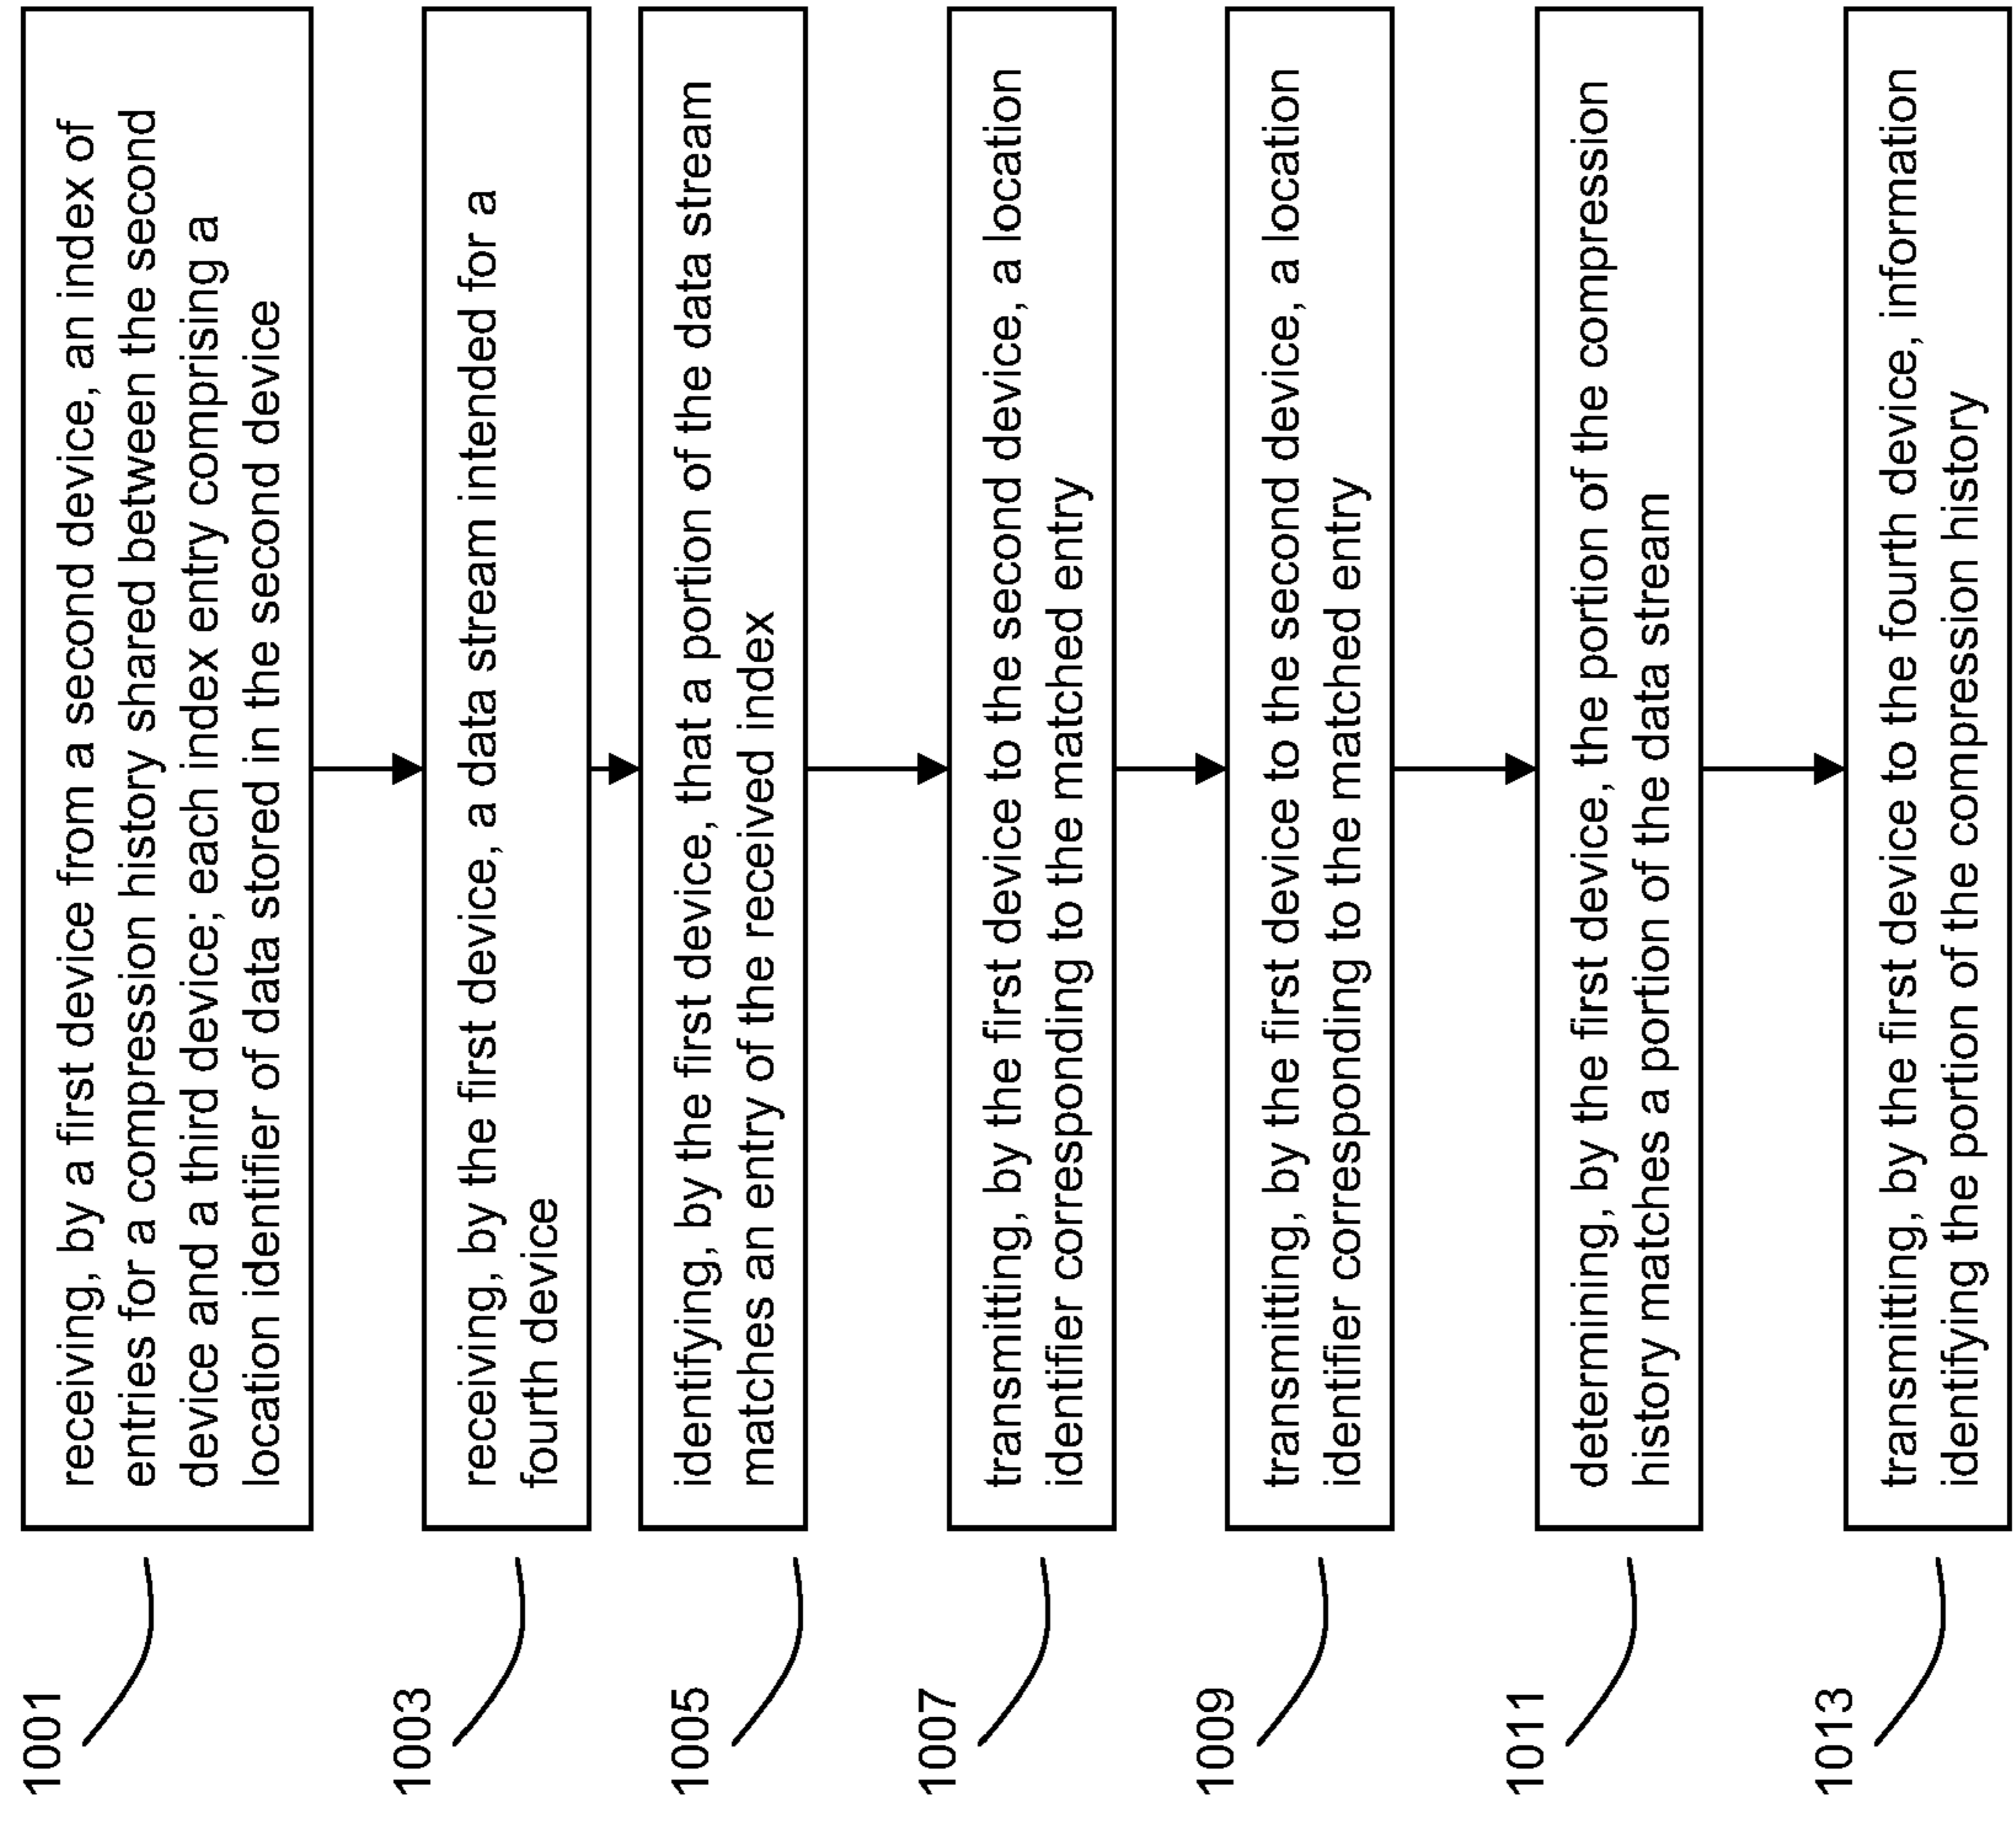 1001
receiving, by a first device from a second device, an index of
entries for a compression history shared between the second
device and a third device; each index entry comprising a
location identifier of data stored in the second device
1003
receiving, by the first device, a data stream intended for a
fourth device
1005
identifying, by the first device, that a portion of the data stream
matches an entry of the received index
1007
transmitting, by the first device to the second device, a location
identifier corresponding to the matched entry
1009
transmitting, by the first device to the second device, a location
identifier corresponding to the matched entry
1011
determining, by the first device, the portion of the compression
history matches a portion of the data stream
1013
transmitting, by the first device to the fourth device, information
identifying the portion of the compression history